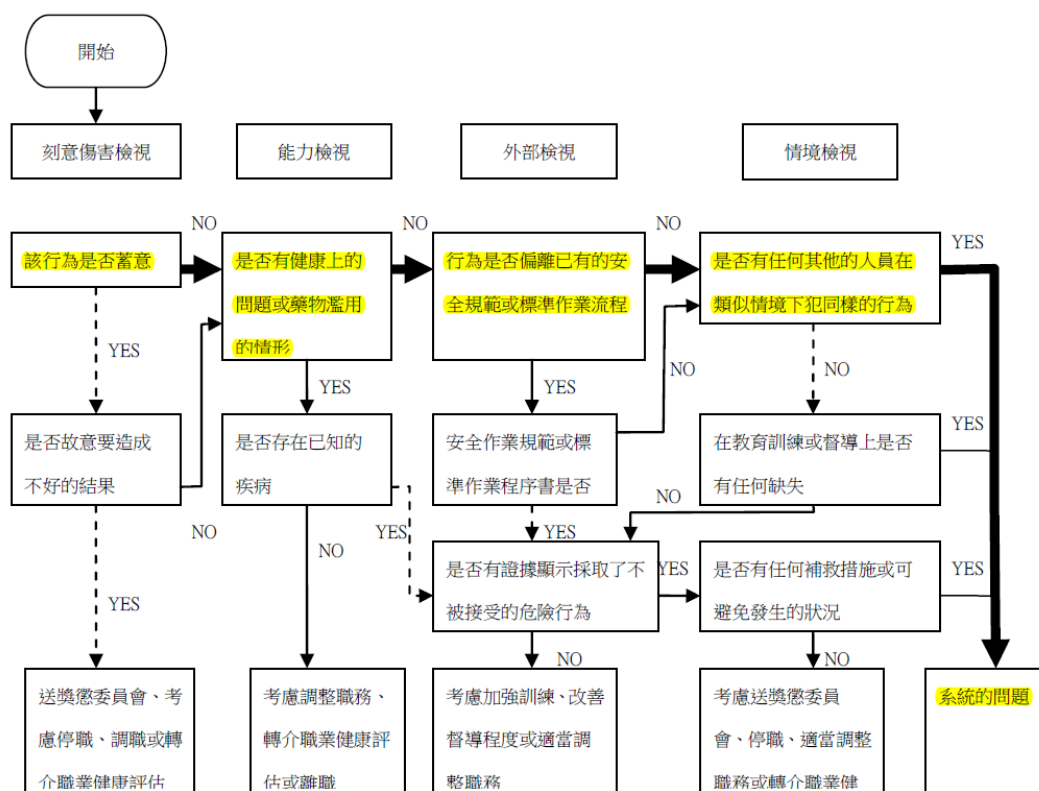 開始
刻意傷害檢視
能力檢視
外部檢視
情境檢視
NO
NO
NO
YES
該行為是否蓄意
是否有健康上的
問題或藥物濫用
的情形
行為是否偏離已有的安
全規範或標準作業流程
是否有任何其他的人員在
類似情境下犯同樣的行為
YES
YES
YES
NO
NO
是否故意要造成
不好的結果
是否存在已知的
疾病
安全作業規範或標
準作業程序書是否
在教育訓練或督導上是否
有任何缺失
YES
NO
NO
YES
YES
NO
是否有證據顯示採取了不
被接受的危險行為
YES
是否有任何補救措施或可
避免發生的狀況
YES
YES
NO
NO
送獎懲委員會、考
慮停職、調職或轉
介職業健康評估
考慮調整職務、
轉介職業健康評
估或離職
考慮加強訓練、改善
督導程度或適當調
整職務
考慮送獎懲委員
會、停職、適當調整
職務或轉介職業健
系統的問題